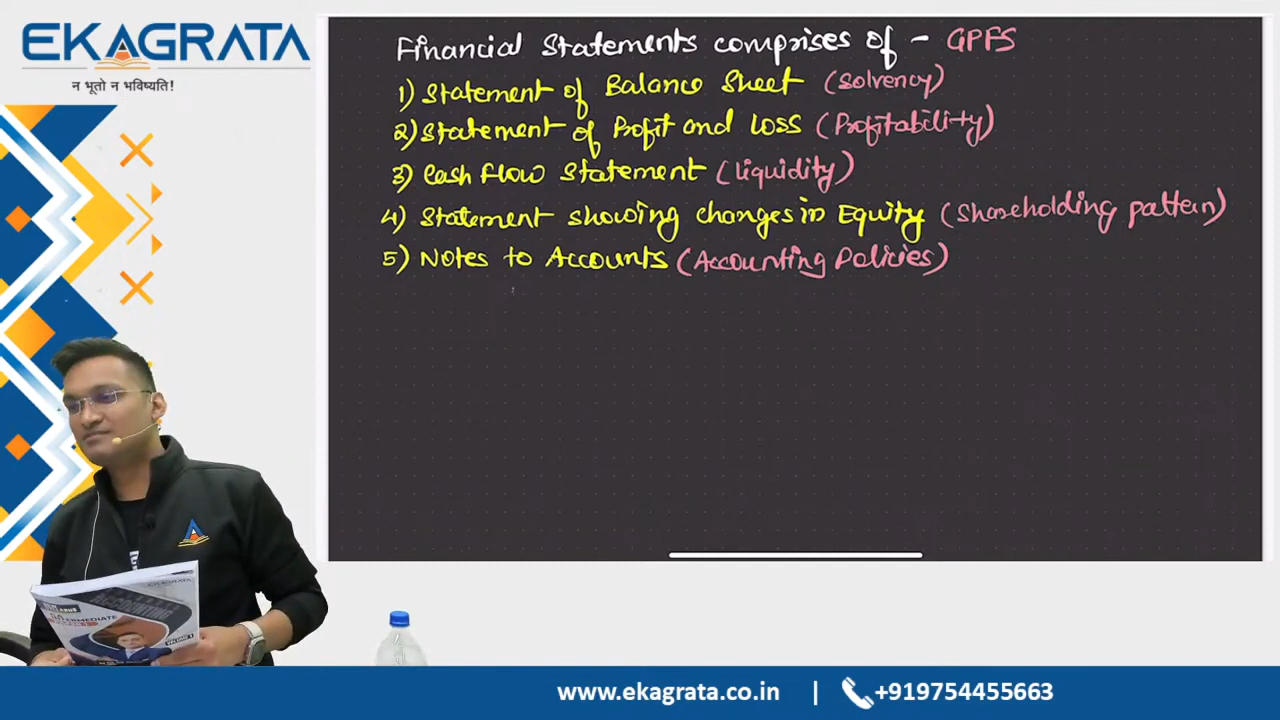 EKAGRATA
न भूतो न भविष्यति!
Financial Statements comprises of - GPFS
1) Statement of Balance Sheet (Solvency)
2) Statement of Profit and Loss (Profitability)
3) Cash flow Statement (Liquidity)
4) Statement showing changes in Equity (Shareholding pattern)
5) Notes to Accounts (Accounting Policies)
EKAGRATA
INTERMEDIATE
www.ekagrata.co.in | +919754455663